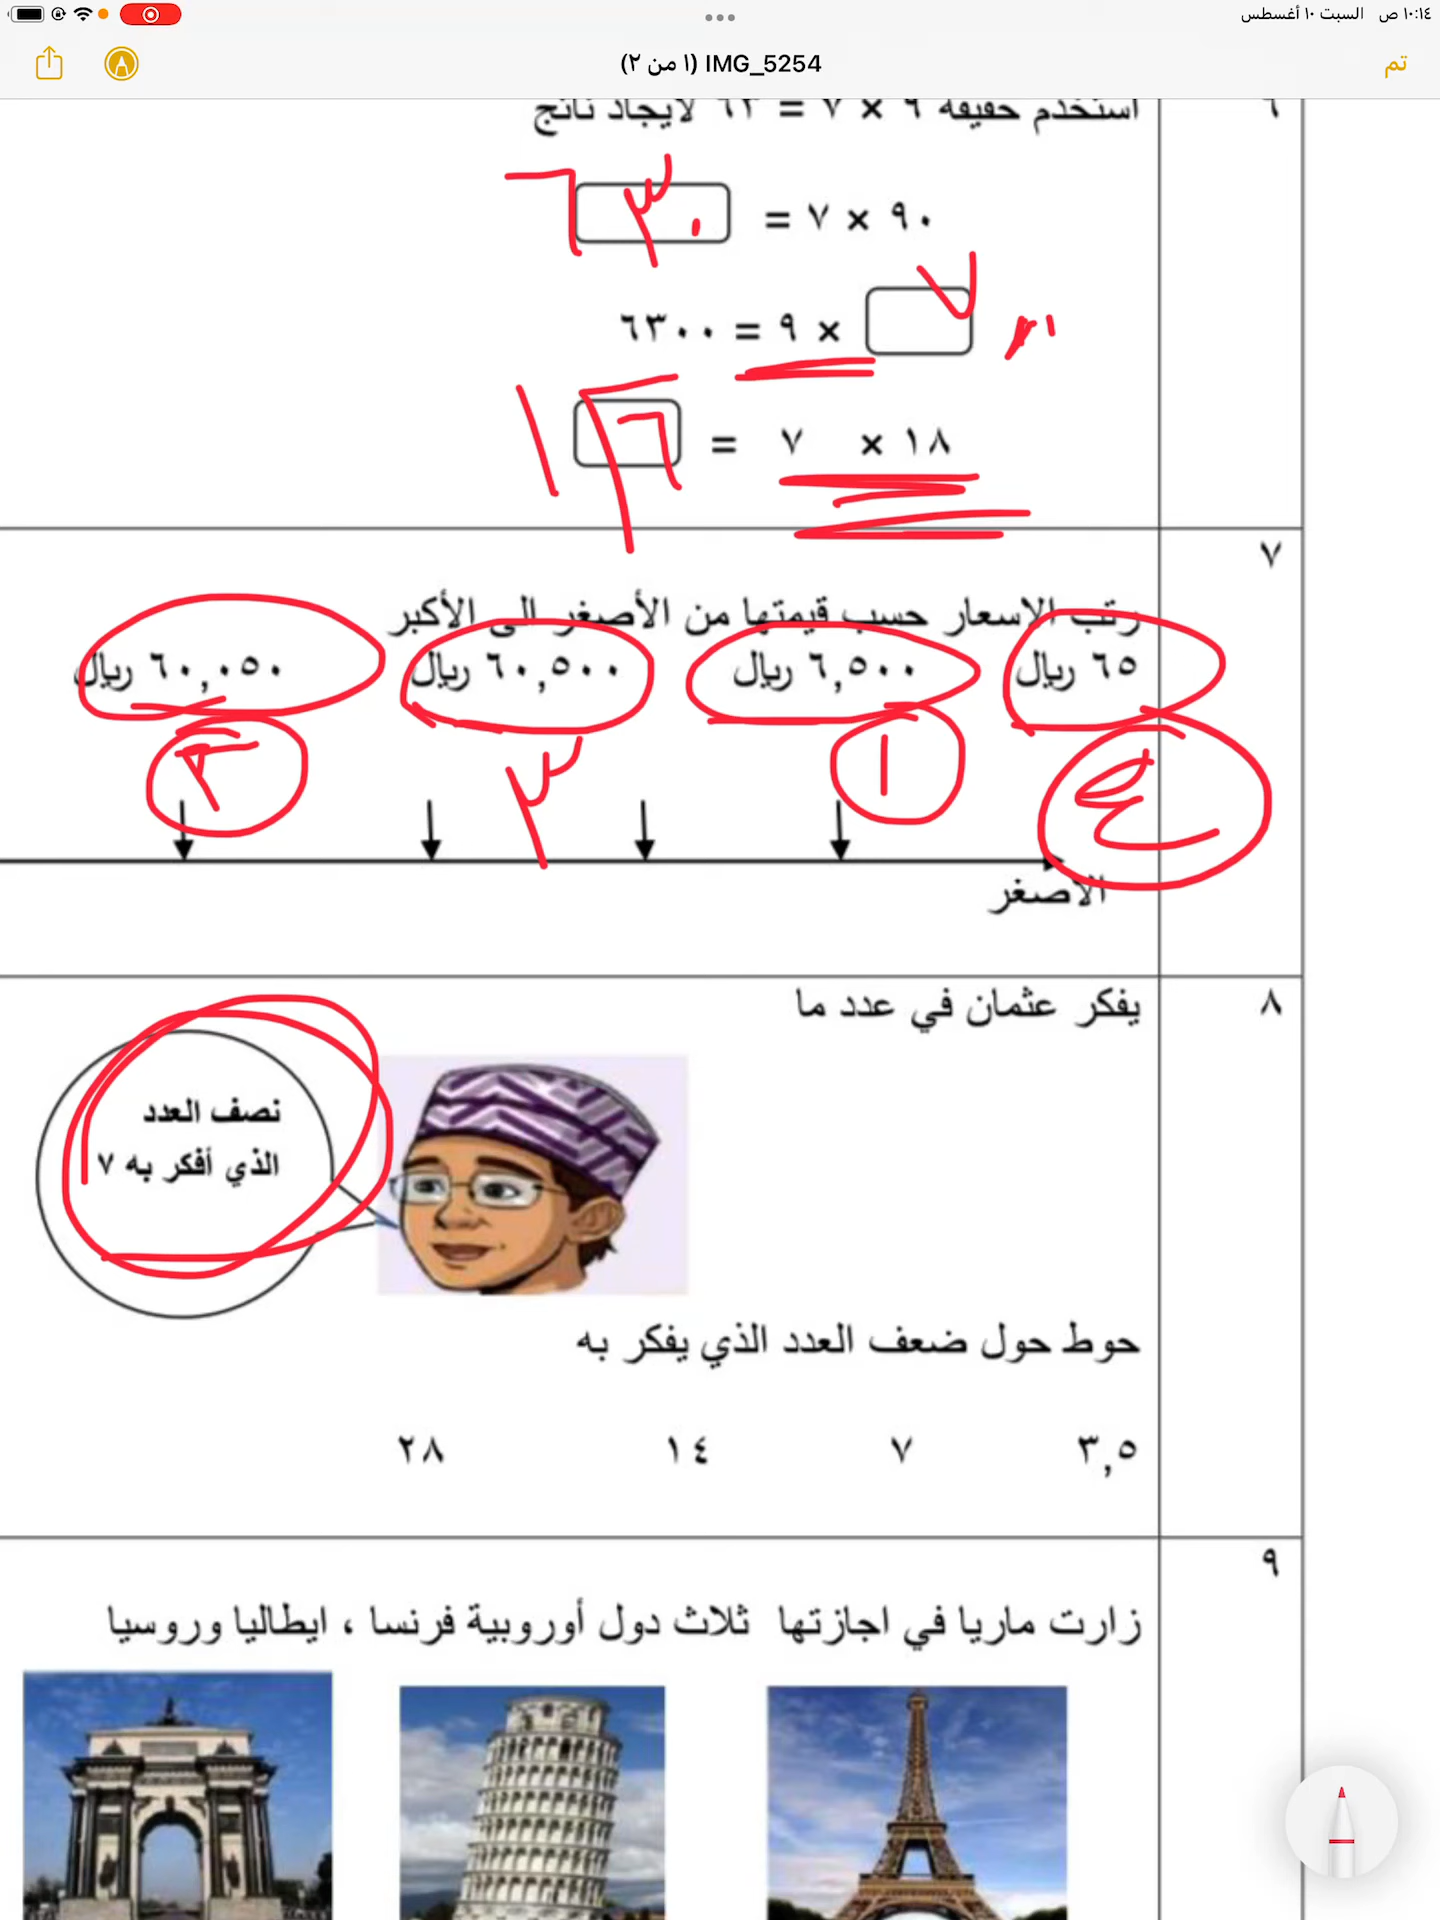 ١٠:١٤ ص السبت ١٠ أغسطس
تم
IMG_5254 (١ من ٢)
٦
استخدم حقيقة ٩ × ٧ = ٦٣ لايجاد ناتج
٩٠ × ٧ = ٦٣٠
٧ × ٩ = ٦٣٠٠
١٨ × ٧ = ١٢٦
٧
رتب الاسعار حسب قيمتها من الأصغر الى الأكبر
٦٥ ريال ٦,٥٠٠ ريال ٦٠,٥٠٠ ريال ٦٠,٠٥٠ ريال
٤ ١ ٣ ٢
الاصغر
٨
يفكر عثمان في عدد ما
نصف العدد
الذي أفكر به ٧
حوط حول ضعف العدد الذي يفكر به
٣,٥ ٧ ١٤ ٢٨
٩
زارت ماريا في اجازتها ثلاث دول أوروبية فرنسا ، ايطاليا وروسيا